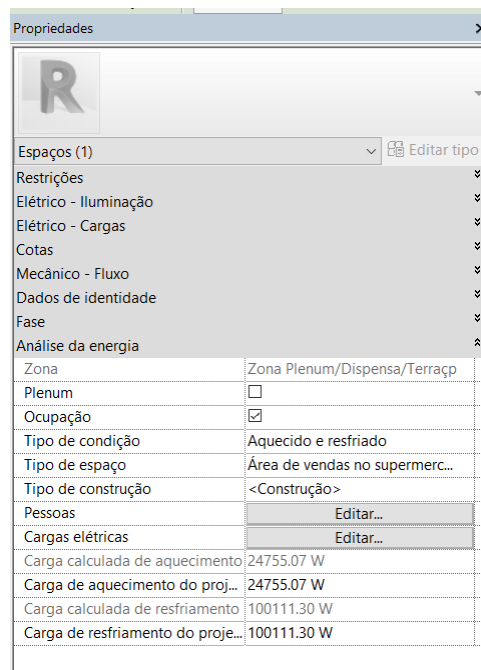 Propriedades
R
Espaços (1) Editar tipo
Restrições
Elétrico - Iluminação
Elétrico - Cargas
Cotas
Mecânico - Fluxo
Dados de identidade
Fase
Análise da energia
Zona Zona Plenum/Dispensa/Terraçp
Plenum
Ocupação
Tipo de condição Aquecido e resfriado
Tipo de espaço Área de vendas no supermerc...
Tipo de construção <Construção>
Pessoas Editar...
Cargas elétricas Editar...
Carga calculada de aquecimento 24755.07 W
Carga de aquecimento do proj... 24755.07 W
Carga calculada de resfriamento 100111.30 W
Carga de resfriamento do proje... 100111.30 W